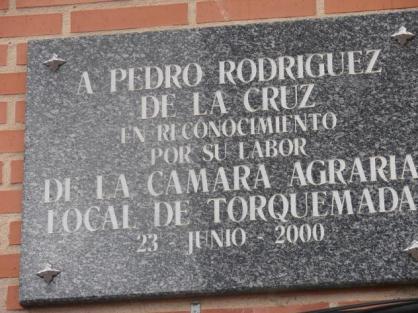 A PEDRO RODRIGUEZ
DE LA CRUZ
EN RECONOCIMIENTO
POR SU LABOR
DE LA CAMARA AGRARIA
LOCAL DE TORQUEMADA
23 - JUNIO - 2000